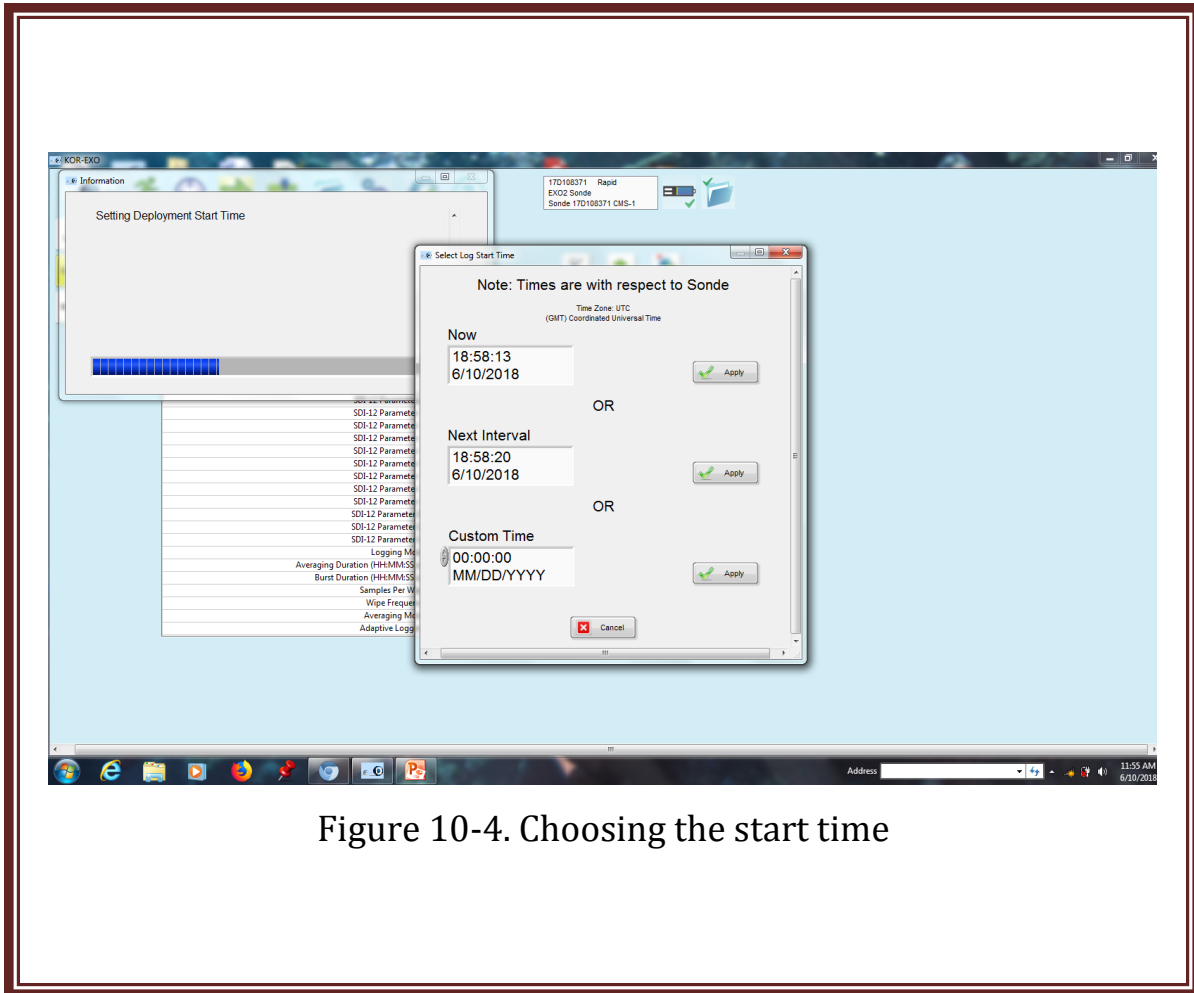 KOR-EXO
Information
Setting Deployment Start Time
17D108371 Rapid
EXO2 Sonde
Sonde 17D108371 CMS-1
Select Log Start Time
Note: Times are with respect to Sonde
Time Zone: UTC
(GMT) Coordinated Universal Time
Now
18:58:13
6/10/2018
Apply
OR
Next Interval
18:58:20
6/10/2018
Apply
OR
Custom Time
00:00:00
MM/DD/YYYY
Apply
Cancel
SDI-12 Paramete
SDI-12 Paramete
SDI-12 Paramete
SDI-12 Paramete
SDI-12 Paramete
SDI-12 Paramete
SDI-12 Paramete
SDI-12 Paramete
SDI-12 Parameter
SDI-12 Parameter
SDI-12 Parameter
Logging Mo
Averaging Duration (HH:MM:SS
Burst Duration (HH:MM:SS
Samples Per W
Wipe Frequen
Averaging Mo
Adaptive Logg
Address
11:55 AM
6/10/2018
Figure 10-4. Choosing the start time